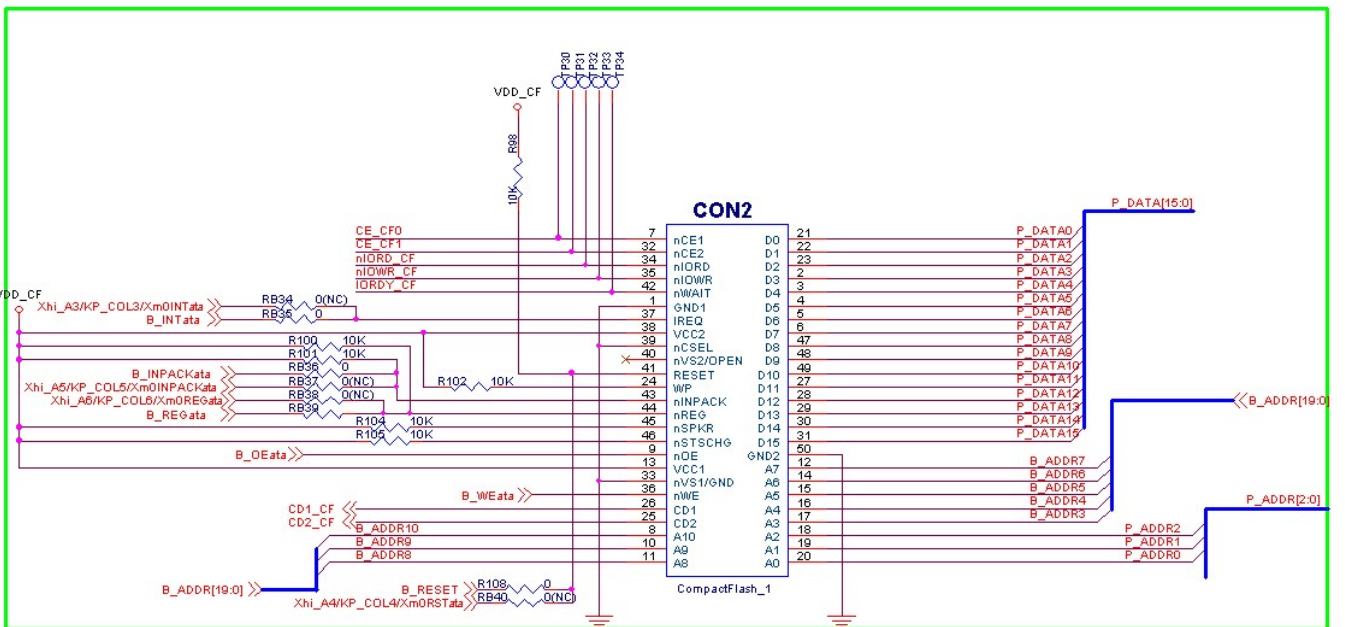 TP30
TP31
TP32
TP33
TP34
VDD_CF
R98
10K
CON2
P_DATA[15:0]
CE_CF0 7 nCE1 D0 21 P_DATA0
CE_CF1 32 nCE2 D1 22 P_DATA1
nIORD_CF 34 nIORD D2 23 P_DATA2
nIOWR_CF 35 nIOWR D3 2 P_DATA3
IORDY_CF 42 nWAIT D4 3 P_DATA4
1 GND1 D5 4 P_DATA5
VDD_CF
Xhi_A3/KP_COL3/Xm0INTata RB34 0(NC)
B_INTata RB35 0 37 IREQ D6 5 P_DATA6
38 VCC2 D7 6 P_DATA7
R100 10K 39 nCSEL D8 47 P_DATA8
R101 10K 40 nVS2/OPEN D9 48 P_DATA9
B_INPACKata RB36 0 41 RESET D10 49 P_DATA10
Xhi_A5/KP_COL5/Xm0INPACKata RB37 0(NC) R102 10K 24 WP D11 27 P_DATA11
Xhi_A6/KP_COL6/Xm0REGata RB38 0(NC) 43 nINPACK D12 28 P_DATA12
B_REGata RB39 44 nREG D13 29 P_DATA13
B_ADDR[19:0]
R104 10K 45 nSPKR D14 30 P_DATA14
R105 10K 46 nSTSCHG D15 31 P_DATA15
B_OEata 9 nOE GND2 50
13 VCC1 A7 12 B_ADDR7
33 nVS1/GND A6 14 B_ADDR6
B_WEata 36 nWE A5 15 B_ADDR5
CD1_CF 26 CD1 A4 16 B_ADDR4
CD2_CF 25 CD2 A3 17 B_ADDR3
P_ADDR[2:0]
B_ADDR10 8 A10 A2 18 P_ADDR2
B_ADDR9 10 A9 A1 19 P_ADDR1
B_ADDR8 11 A8 A0 20 P_ADDR0
B_ADDR[19:0]
B_RESET R108 0
Xhi_A4/KP_COL4/Xm0RSTata RB40 0(NC)
CompactFlash_1